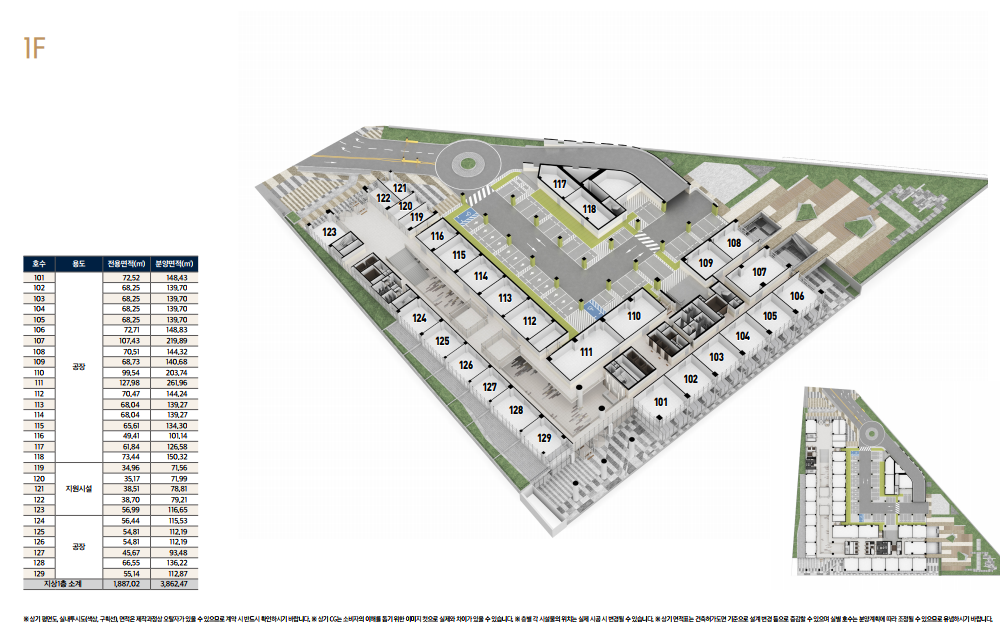 1F
121
122
120
119
123
116
115
114
113
112
117
118
108
109
107
106
110
111
105
104
103
102
101
124
125
126
127
128
129
호수 용도 전용면적(㎡) 분양면적(㎡)
101 72,52 148,43
102 68,25 139,70
103 68,25 139,70
104 68,25 139,70
105 68,25 139,70
106 72,71 148,83
107 107,43 219,89
108 70,51 144,32
109 68,73 140,68
공장
110 99,54 203,74
111 127,98 261,96
112 70,47 144,24
113 68,04 139,27
114 68,04 139,27
115 65,61 134,30
116 49,41 101,14
117 61,84 126,58
118 73,44 150,32
119 34,96 71,56
120 35,17 71,99
121 지원시설 38,51 78,81
122 38,70 79,21
123 56,99 116,65
124 56,44 115,53
125 54,81 112,19
126 54,81 112,19
공장
127 45,67 93,48
128 66,55 136,22
129 55,14 112,87
지상1층 소계 1,887,02 3,862,47
※ 상기 평면도, 실내투시도(색상, 구획선), 면적은 제작과정상 오탈자가 있을 수 있으므로 계약 시 반드시 확인하시기 바랍니다. ※ 상기 CG는 소비자의 이해를 돕기 위한 이미지 컷으로 실제와 차이가 있을 수 있습니다. ※ 층별 각 시설물의 위치는 실제 시공 시 변경될 수 있습니다. ※ 상기 면적표는 건축허가도면 기준으로 설계 변경 등으로 증감할 수 있으며 실별 호수는 분양계획에 따라 조정될 수 있으므로 유념하시기 바랍니다.